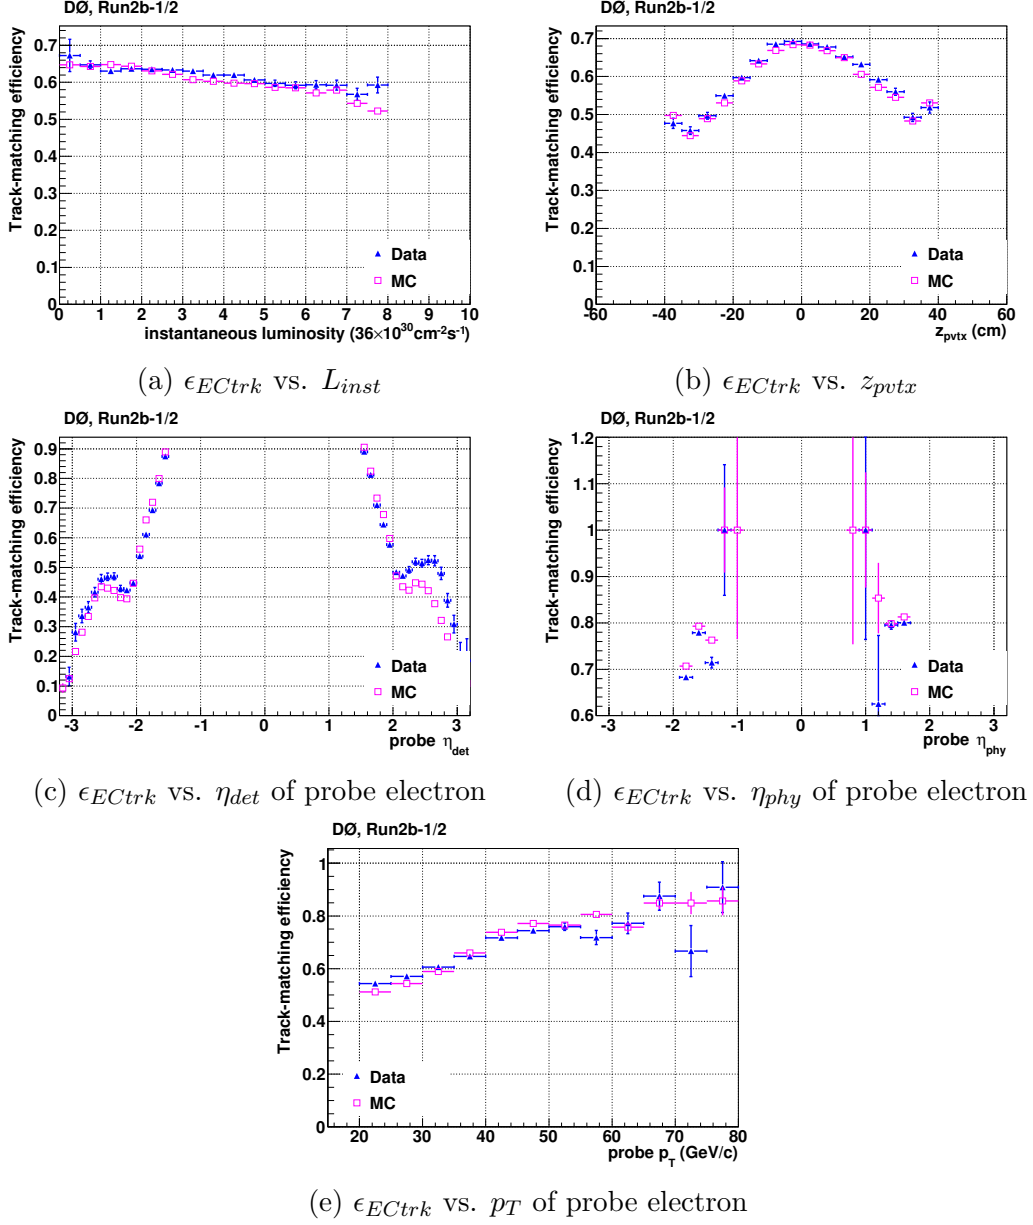 DØ, Run2b-1/2
Track-matching efficiency
0.7
0.6
0.5
0.4
0.3
0.2
0.1
0
Data
MC
0 1 2 3 4 5 6 7 8 9 10
instantaneous luminosity (36×10³⁰cm⁻²s⁻¹)
(a) ϵ_ECtrk vs. L_inst
DØ, Run2b-1/2
Track-matching efficiency
0.7
0.6
0.5
0.4
0.3
0.2
0.1
0
Data
MC
-60 -40 -20 0 20 40 60
z_pvtx (cm)
(b) ϵ_ECtrk vs. z_pvtx
DØ, Run2b-1/2
Track-matching efficiency
0.9
0.8
0.7
0.6
0.5
0.4
0.3
0.2
0.1
0
Data
MC
-3 -2 -1 0 1 2 3
probe η_det
(c) ϵ_ECtrk vs. η_det of probe electron
DØ, Run2b-1/2
Track-matching efficiency
1.2
1.1
1
0.9
0.8
0.7
0.6
Data
MC
-3 -2 -1 0 1 2 3
probe η_phy
(d) ϵ_ECtrk vs. η_phy of probe electron
DØ, Run2b-1/2
Track-matching efficiency
1
0.8
0.6
0.4
0.2
0
Data
MC
20 30 40 50 60 70 80
probe p_T (GeV/c)
(e) ϵ_ECtrk vs. p_T of probe electron